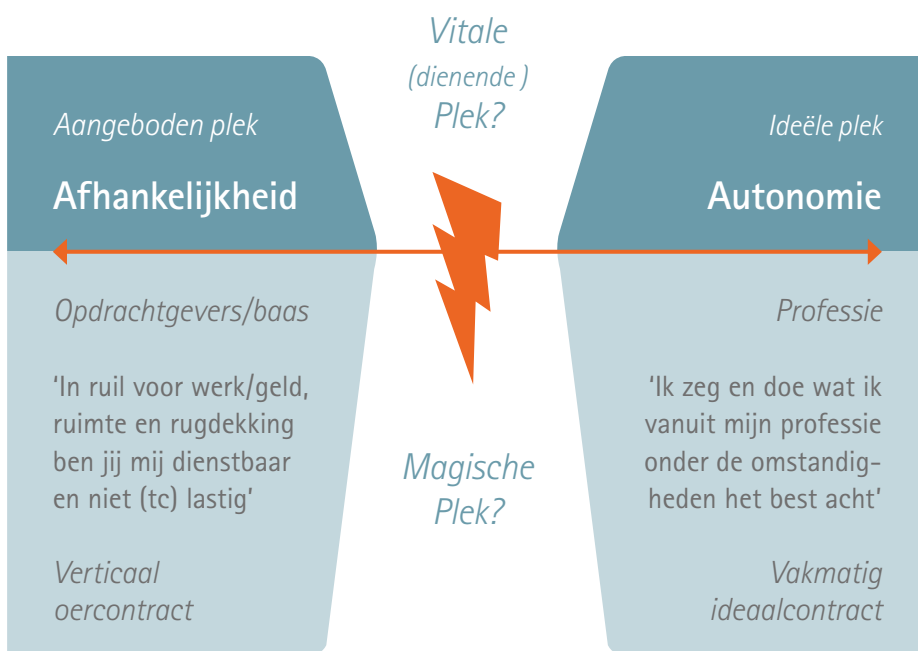 Vitale
(dienende )
Plek?
Aangeboden plek
Afhankelijkheid
Opdrachtgevers/baas
'In ruil voor werk/geld,
ruimte en rugdekking
ben jij mij dienstbaar
en niet (tc) lastig'
Verticaal
oercontract
Magische
Plek?
Ideële plek
Autonomie
Professie
'Ik zeg en doe wat ik
vanuit mijn professie
onder de omstandig-
heden het best acht'
Vakmatig
ideaalcontract